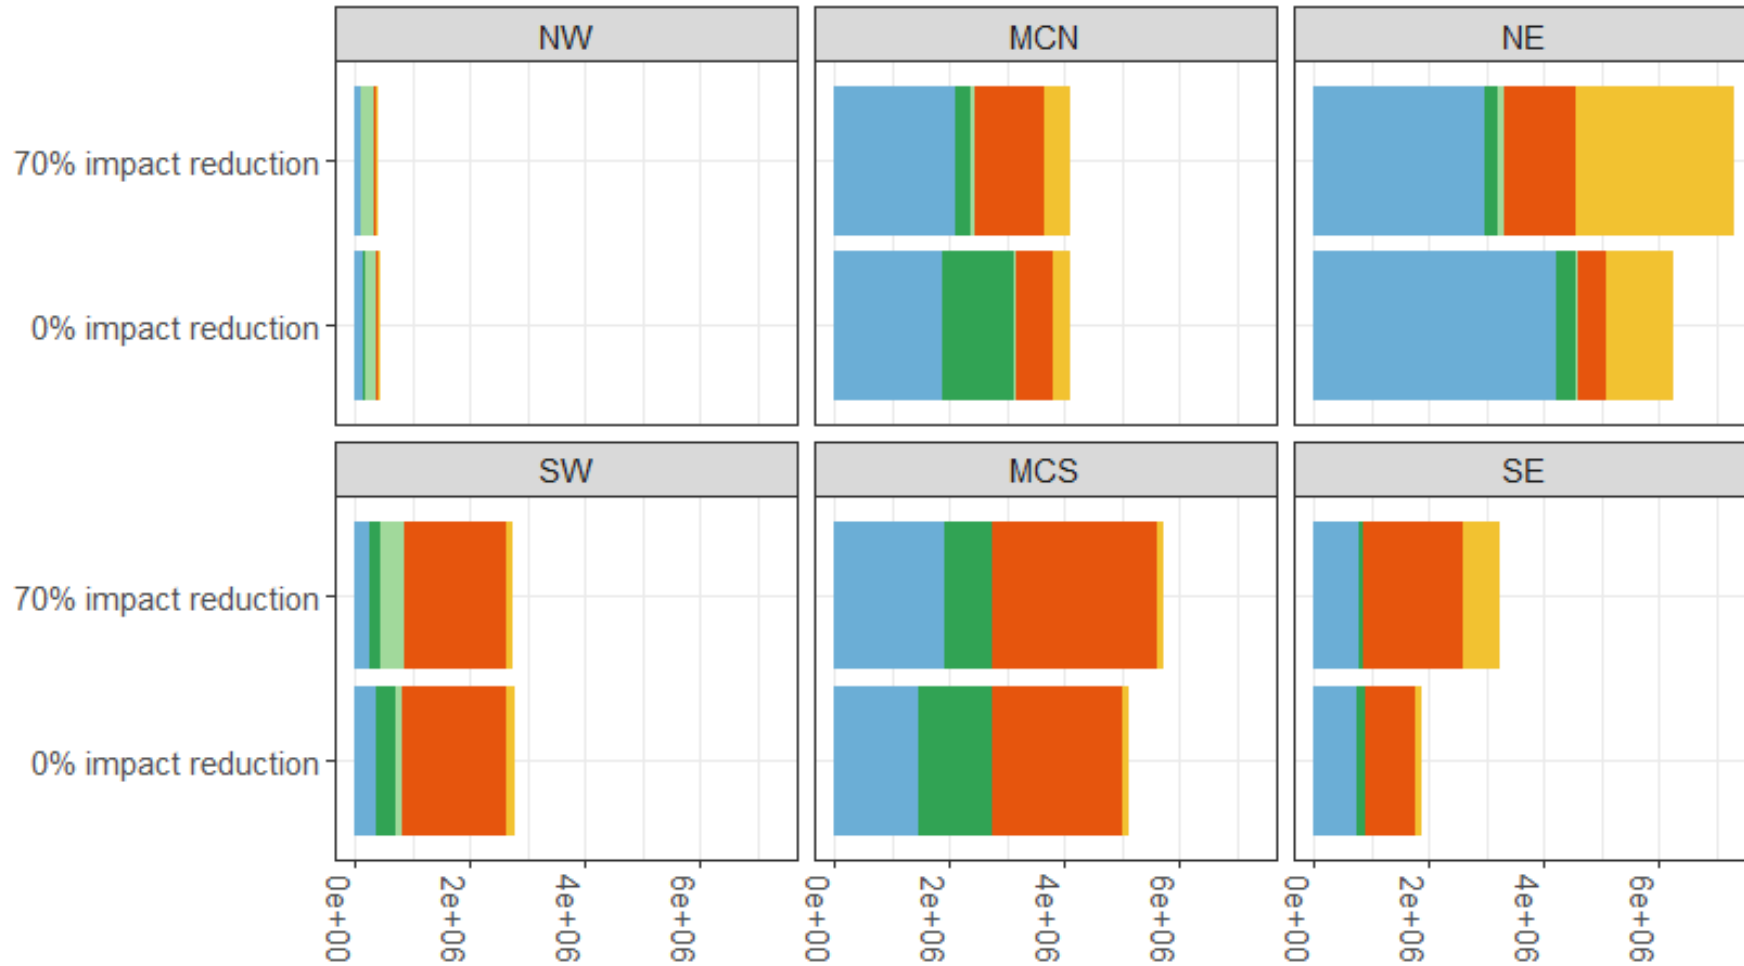 NW
MCN
NE
70% impact reduction
0% impact reduction
SW
MCS
SE
70% impact reduction
0% impact reduction
0e+00
2e+06
4e+06
6e+06
0e+00
2e+06
4e+06
6e+06
0e+00
2e+06
4e+06
6e+06